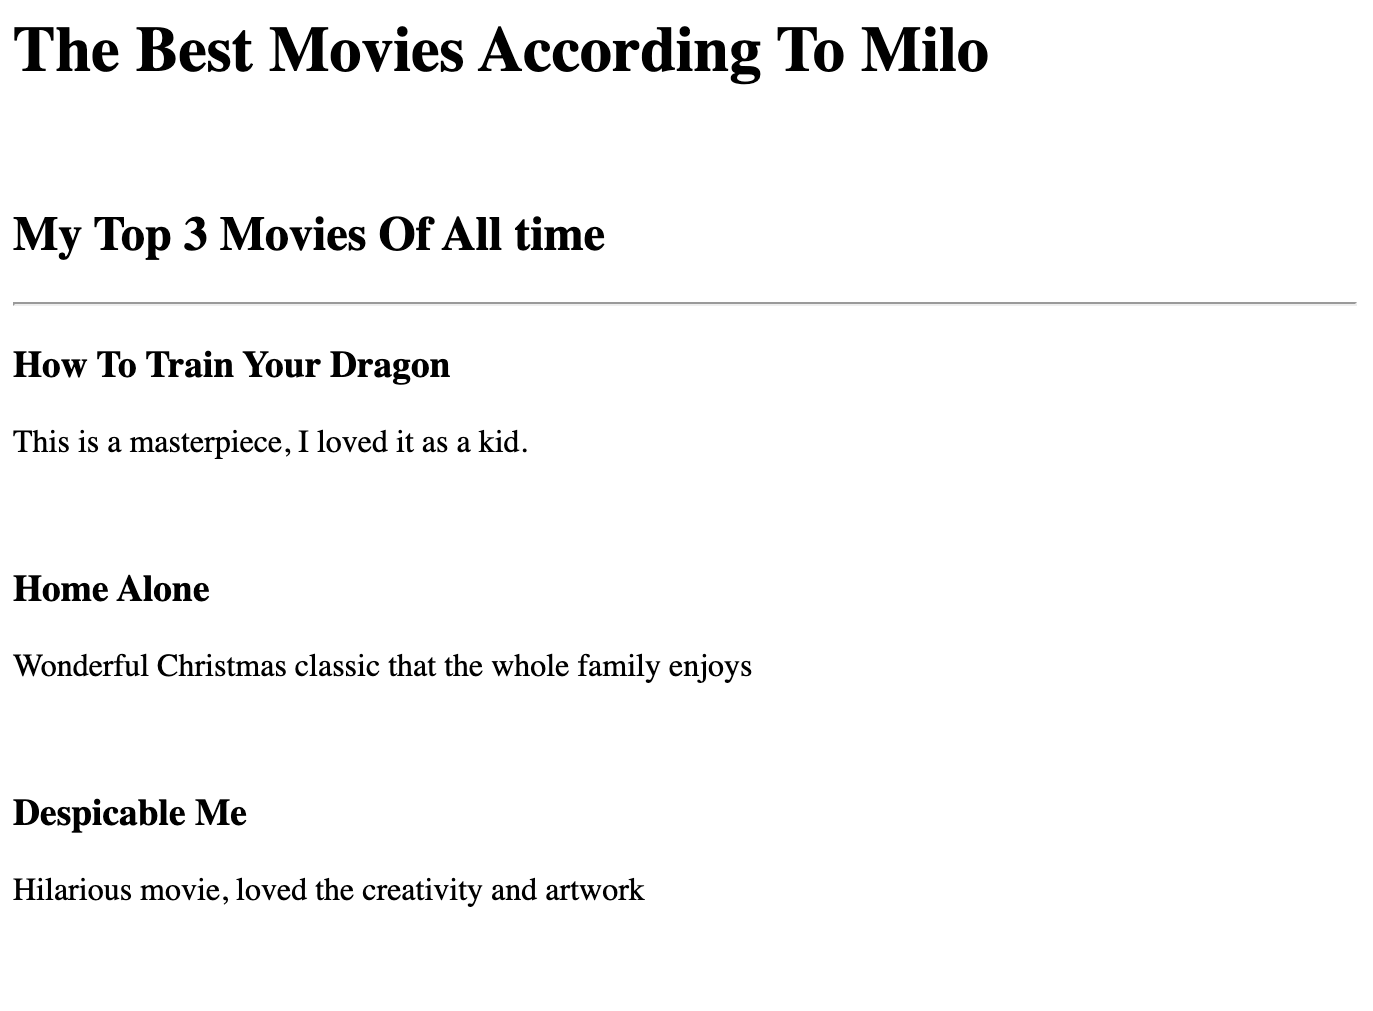 The Best Movies According To Milo
My Top 3 Movies Of All time
How To Train Your Dragon
This is a masterpiece, I loved it as a kid.
Home Alone
Wonderful Christmas classic that the whole family enjoys
Despicable Me
Hilarious movie, loved the creativity and artwork